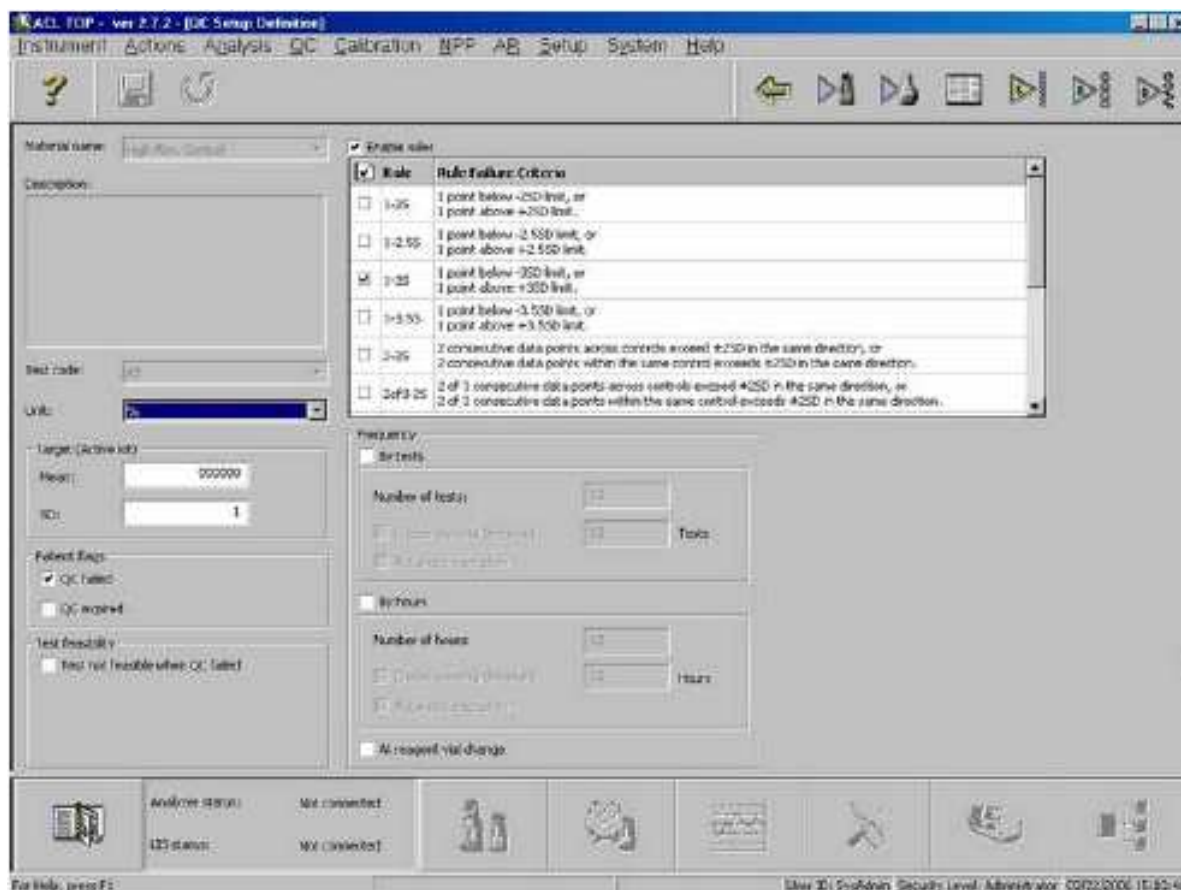 ACL TOP - ver 2.7.2 - [QC Setup Definition]
Instrument Actions Analysis QC Calibration NPP AR Setup System Help
Material name:
Enable rules
Rule Rule Failure Criteria
Description:
1-2S
1 point below -2SD limit, or
1 point above +2SD limit.
1-2.5S
1 point below -2.5SD limit, or
1 point above +2.5SD limit.
1-3S
1 point below -3SD limit, or
1 point above +3SD limit.
1-3.5S
1 point below -3.5SD limit, or
1 point above +3.5SD limit.
2-2S
2 consecutive data points across controls exceed ±2SD in the same direction, or
2 consecutive data points within the same control exceeds ±2SD in the same direction.
2of3-2S
2 of 3 consecutive data points across controls exceed ±2SD in the same direction, or
2 of 3 consecutive data points within the same control exceeds ±2SD in the same direction.
Test code:
Unit:
Target (Active lot)
Mean:
SD: 1
Patient flags
QC failed
QC expired
Test feasibility
Test not feasible when QC failed
Frequency
By tests
Number of tests:
Tests
By hours
Number of hours:
Hours
At reagent vial change
Analyzer status: Not connected
LIS status: Not connected
For Help, press F1
User ID: SysAdmin Security Level: Administrator